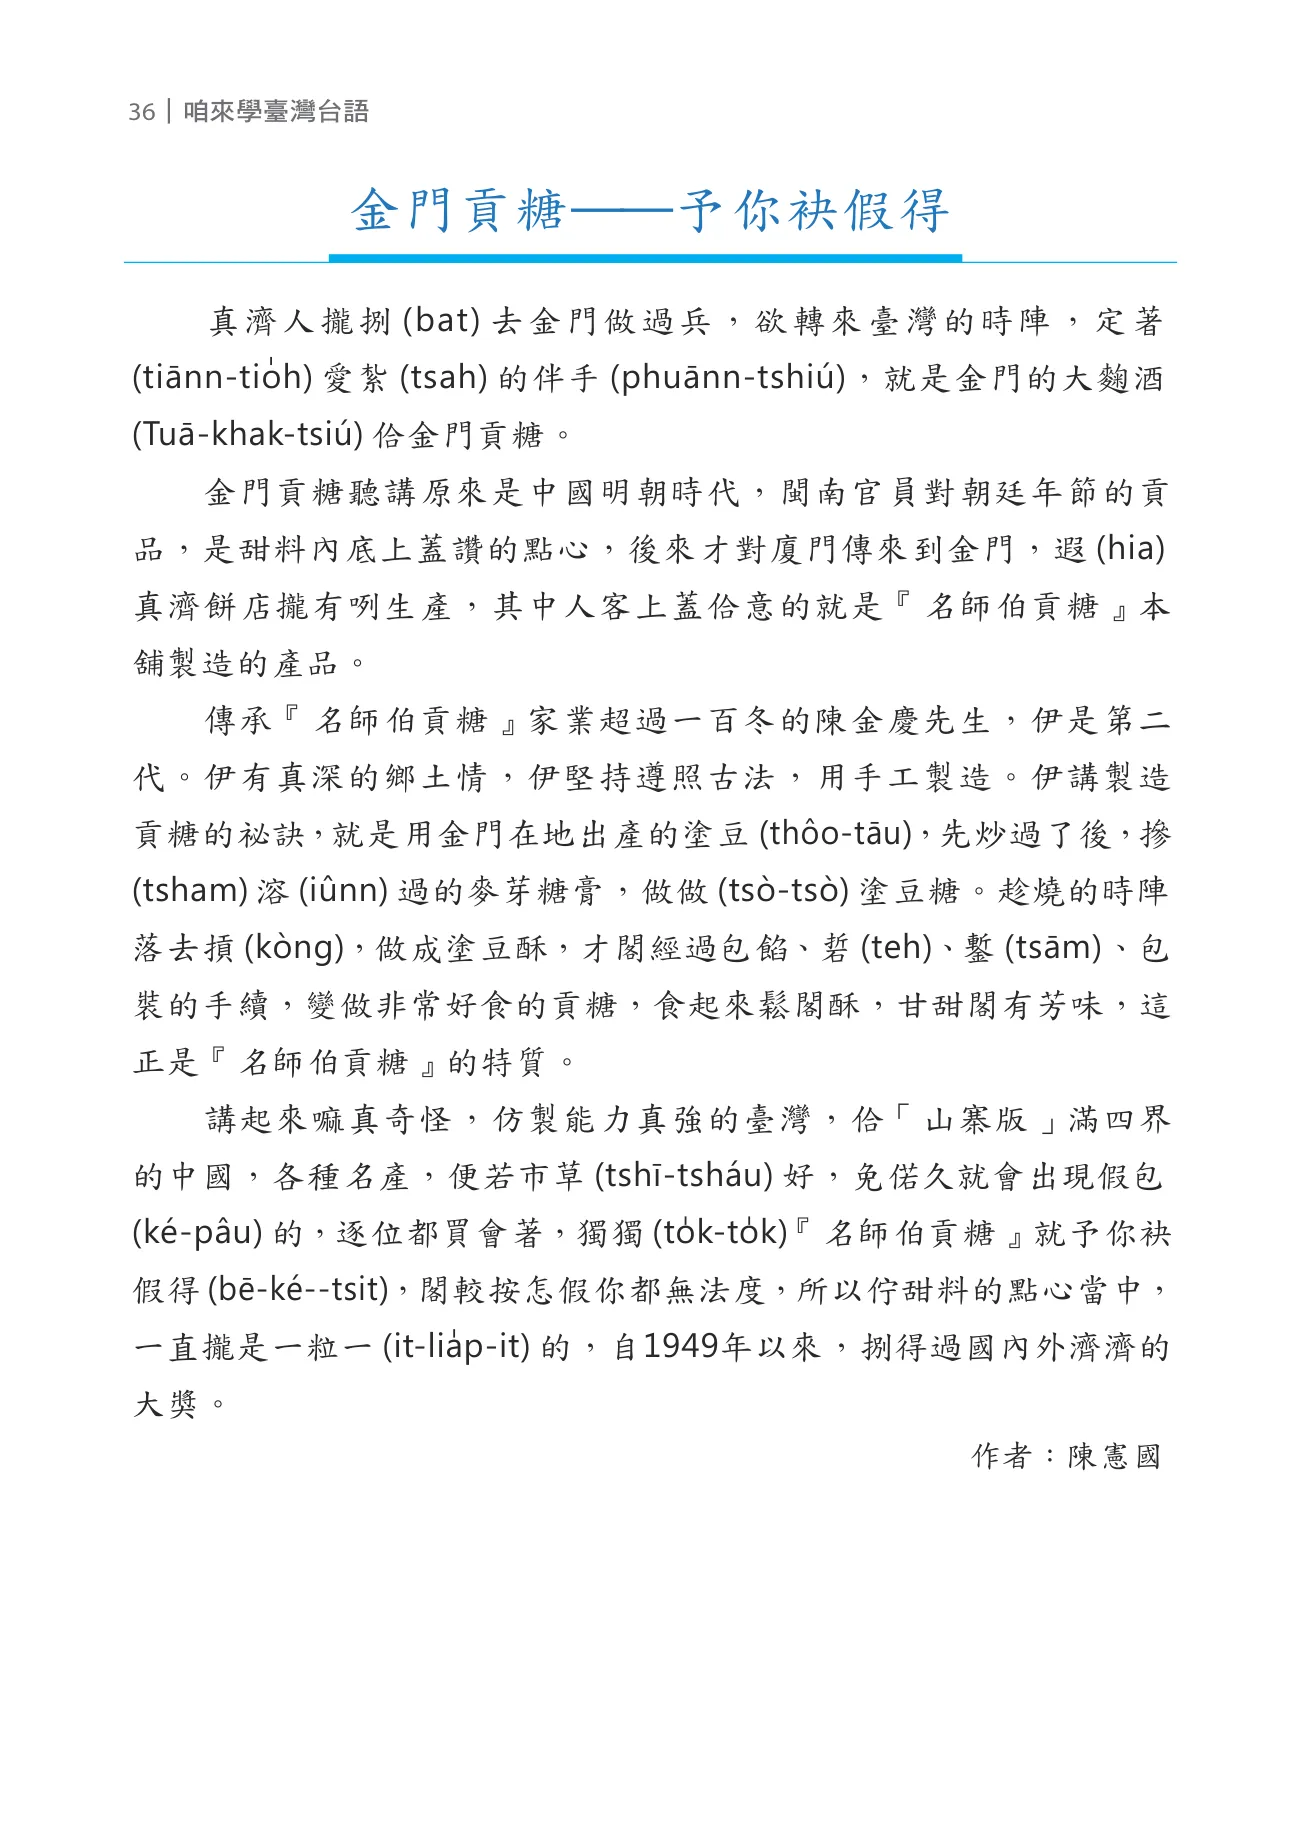 36｜咱來學臺灣台語
金門貢糖——予你袂假得
真濟人攏捌 (bat) 去金門做過兵，欲轉來臺灣的時陣，定著
(tiānn-tio̍h) 愛紮 (tsah) 的伴手 (phuānn-tshiú)，就是金門的大麴酒
(Tuā-khak-tsiú) 佮金門貢糖。
金門貢糖聽講原來是中國明朝時代，閩南官員對朝廷年節的貢
品，是甜料內底上蓋讚的點心，後來才對廈門傳來到金門，遐 (hia)
真濟餅店攏有咧生產，其中人客上蓋佮意的就是『名師伯貢糖』本
舖製造的產品。
傳承『名師伯貢糖』家業超過一百冬的陳金慶先生，伊是第二
代。伊有真深的鄉土情，伊堅持遵照古法，用手工製造。伊講製造
貢糖的祕訣，就是用金門在地出產的塗豆 (thôo-tāu)，先炒過了後，摻
(tsham) 溶 (iûnn) 過的麥芽糖膏，做做 (tsò-tsò) 塗豆糖。趁燒的時陣
落去摃 (kòng)，做成塗豆酥，才閣經過包餡、硩 (teh)、鏨 (tsām)、包
裝的手續，變做非常好食的貢糖，食起來鬆閣酥，甘甜閣有芳味，這
正是『名師伯貢糖』的特質。
講起來嘛真奇怪，仿製能力真強的臺灣，佮「山寨版」滿四界
的中國，各種名產，便若市草 (tshī-tsháu) 好，免偌久就會出現假包
(ké-pâu) 的，逐位都買會著，獨獨 (to̍k-to̍k)『名師伯貢糖』就予你袂
假得 (bē-ké--tsit)，閣較按怎假你都無法度，所以佇甜料的點心當中，
一直攏是一粒一 (it-lia̍p-it) 的，自1949年以來，捌得過國內外濟濟的
大獎。
作者：陳憲國